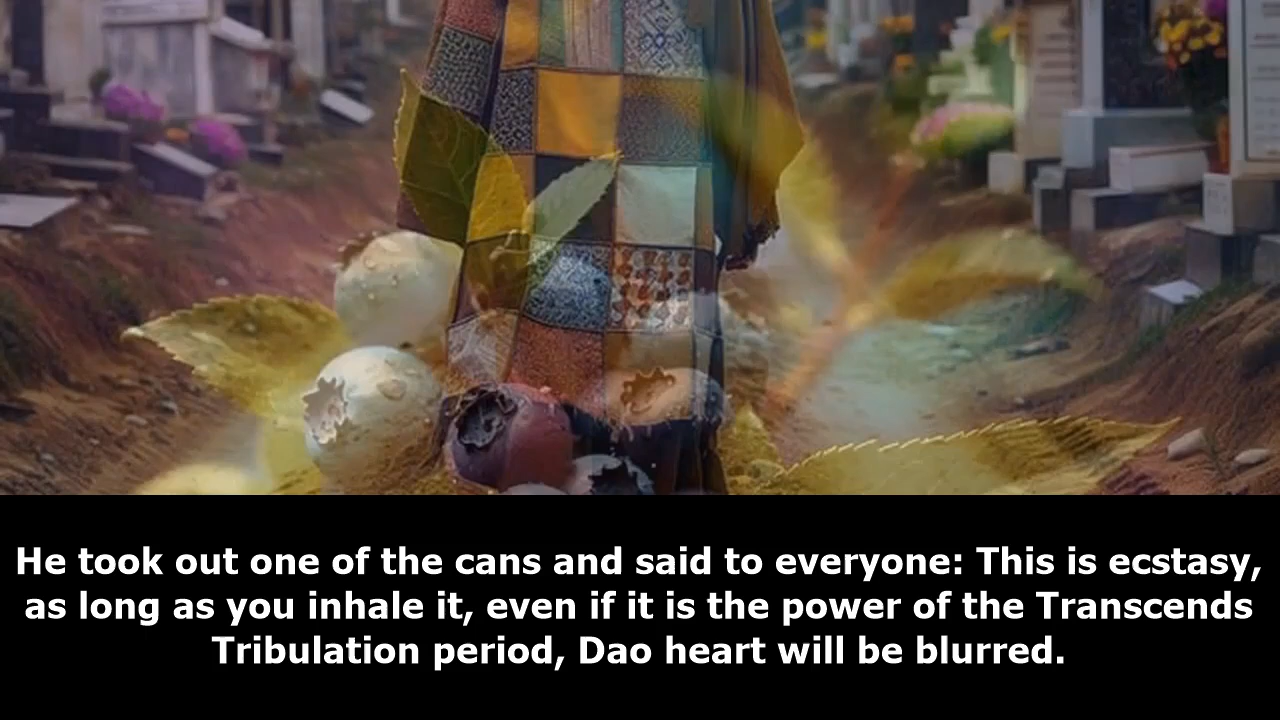 He took out one of the cans and said to everyone: This is ecstasy,
as long as you inhale it, even if it is the power of the Transcends
Tribulation period, Dao heart will be blurred.